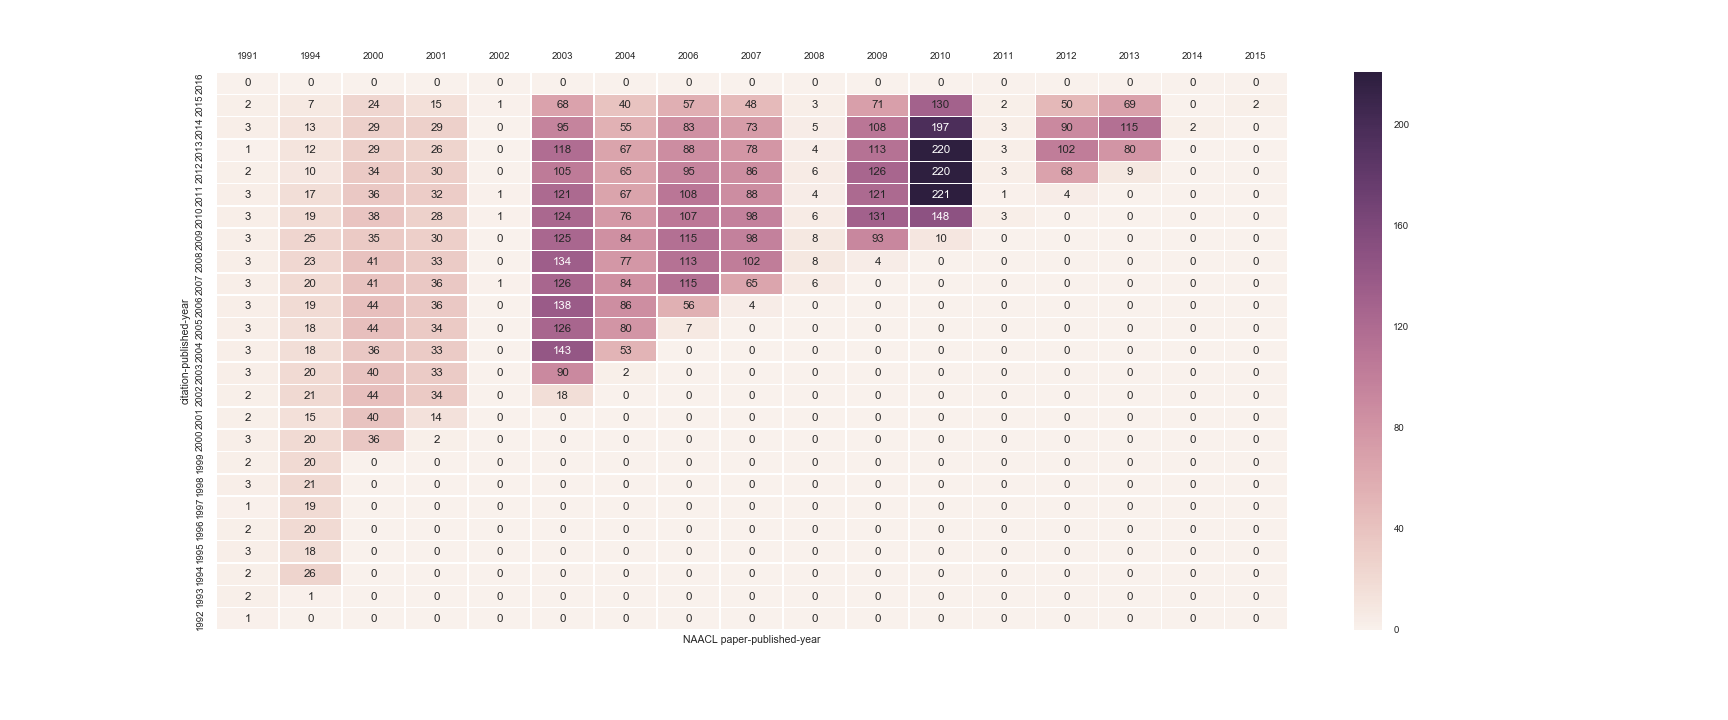 1991 1994 2000 2001 2002 2003 2004 2006 2007 2008 2009 2010 2011 2012 2013 2014 2015
2016 0 0 0 0 0 0 0 0 0 0 0 0 0 0 0 0 0
2015 2 7 24 15 1 68 40 57 48 3 71 130 2 50 69 0 2
2014 3 13 29 29 0 95 55 83 73 5 108 197 3 90 115 2 0 200
2013 1 12 29 26 0 118 67 88 78 4 113 220 3 102 80 0 0
2012 2 10 34 30 0 105 65 95 86 6 126 220 3 68 9 0 0
2011 3 17 36 32 1 121 67 108 88 4 121 221 1 4 0 0 0
2010 3 19 38 28 1 124 76 107 98 6 131 148 3 0 0 0 0 160
2009 3 25 35 30 0 125 84 115 98 8 93 10 0 0 0 0 0
2008 3 23 41 33 0 134 77 113 102 8 4 0 0 0 0 0 0
2007 3 20 41 36 1 126 84 115 65 6 0 0 0 0 0 0 0
2006 3 19 44 36 0 138 86 56 4 0 0 0 0 0 0 0 0
2005 3 18 44 34 0 126 80 7 0 0 0 0 0 0 0 0 0 120
2004 3 18 36 33 0 143 53 0 0 0 0 0 0 0 0 0 0
citation-published-year
2003 3 20 40 33 0 90 2 0 0 0 0 0 0 0 0 0 0
2002 2 21 44 34 0 18 0 0 0 0 0 0 0 0 0 0 0
2001 2 15 40 14 0 0 0 0 0 0 0 0 0 0 0 0 0 80
2000 3 20 36 2 0 0 0 0 0 0 0 0 0 0 0 0 0
1999 2 20 0 0 0 0 0 0 0 0 0 0 0 0 0 0 0
1998 3 21 0 0 0 0 0 0 0 0 0 0 0 0 0 0 0
1997 1 19 0 0 0 0 0 0 0 0 0 0 0 0 0 0 0
1996 2 20 0 0 0 0 0 0 0 0 0 0 0 0 0 0 0 40
1995 3 18 0 0 0 0 0 0 0 0 0 0 0 0 0 0 0
1994 2 26 0 0 0 0 0 0 0 0 0 0 0 0 0 0 0
1993 2 1 0 0 0 0 0 0 0 0 0 0 0 0 0 0 0
1992 1 0 0 0 0 0 0 0 0 0 0 0 0 0 0 0 0 0
NAACL paper-published-year